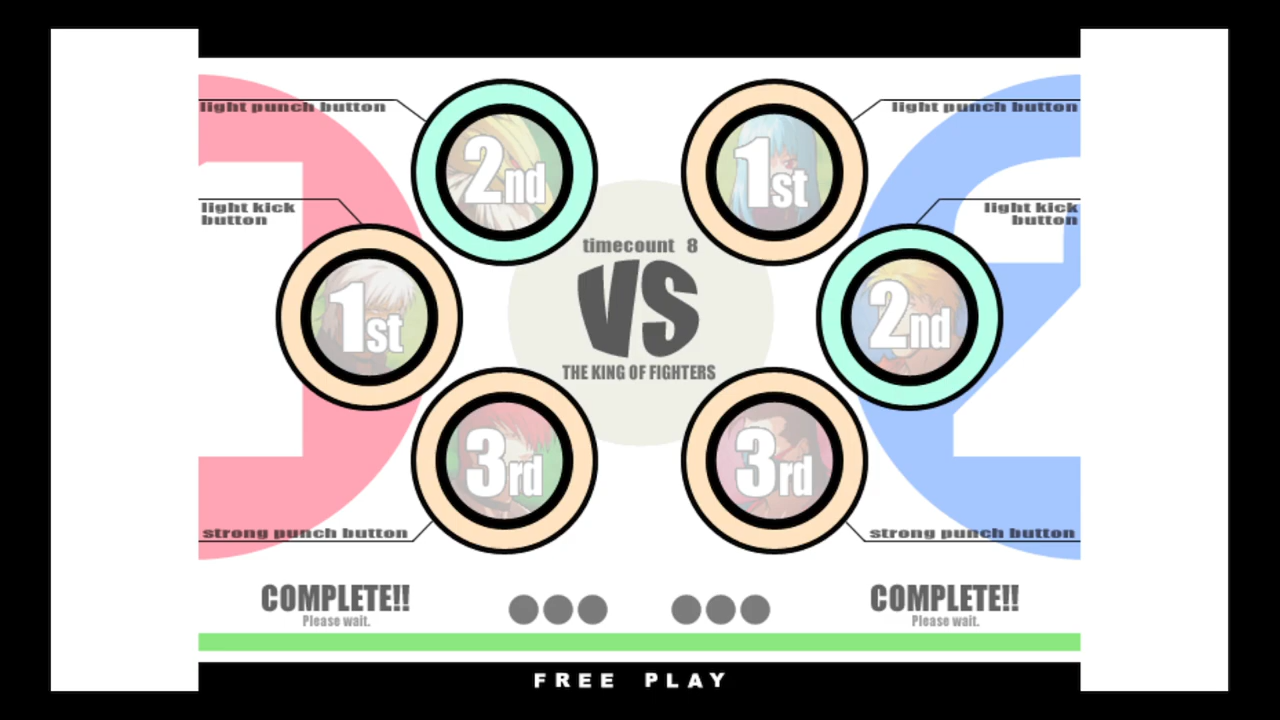 light punch button
light punch button
2nd
1st
light kick
button
light kick
button
timecount 8
VS
1st
2nd
THE KING OF FIGHTERS
3rd
3rd
strong punch button
strong punch button
COMPLETE!!
Please wait.
COMPLETE!!
Please wait.
FREE PLAY
1
2